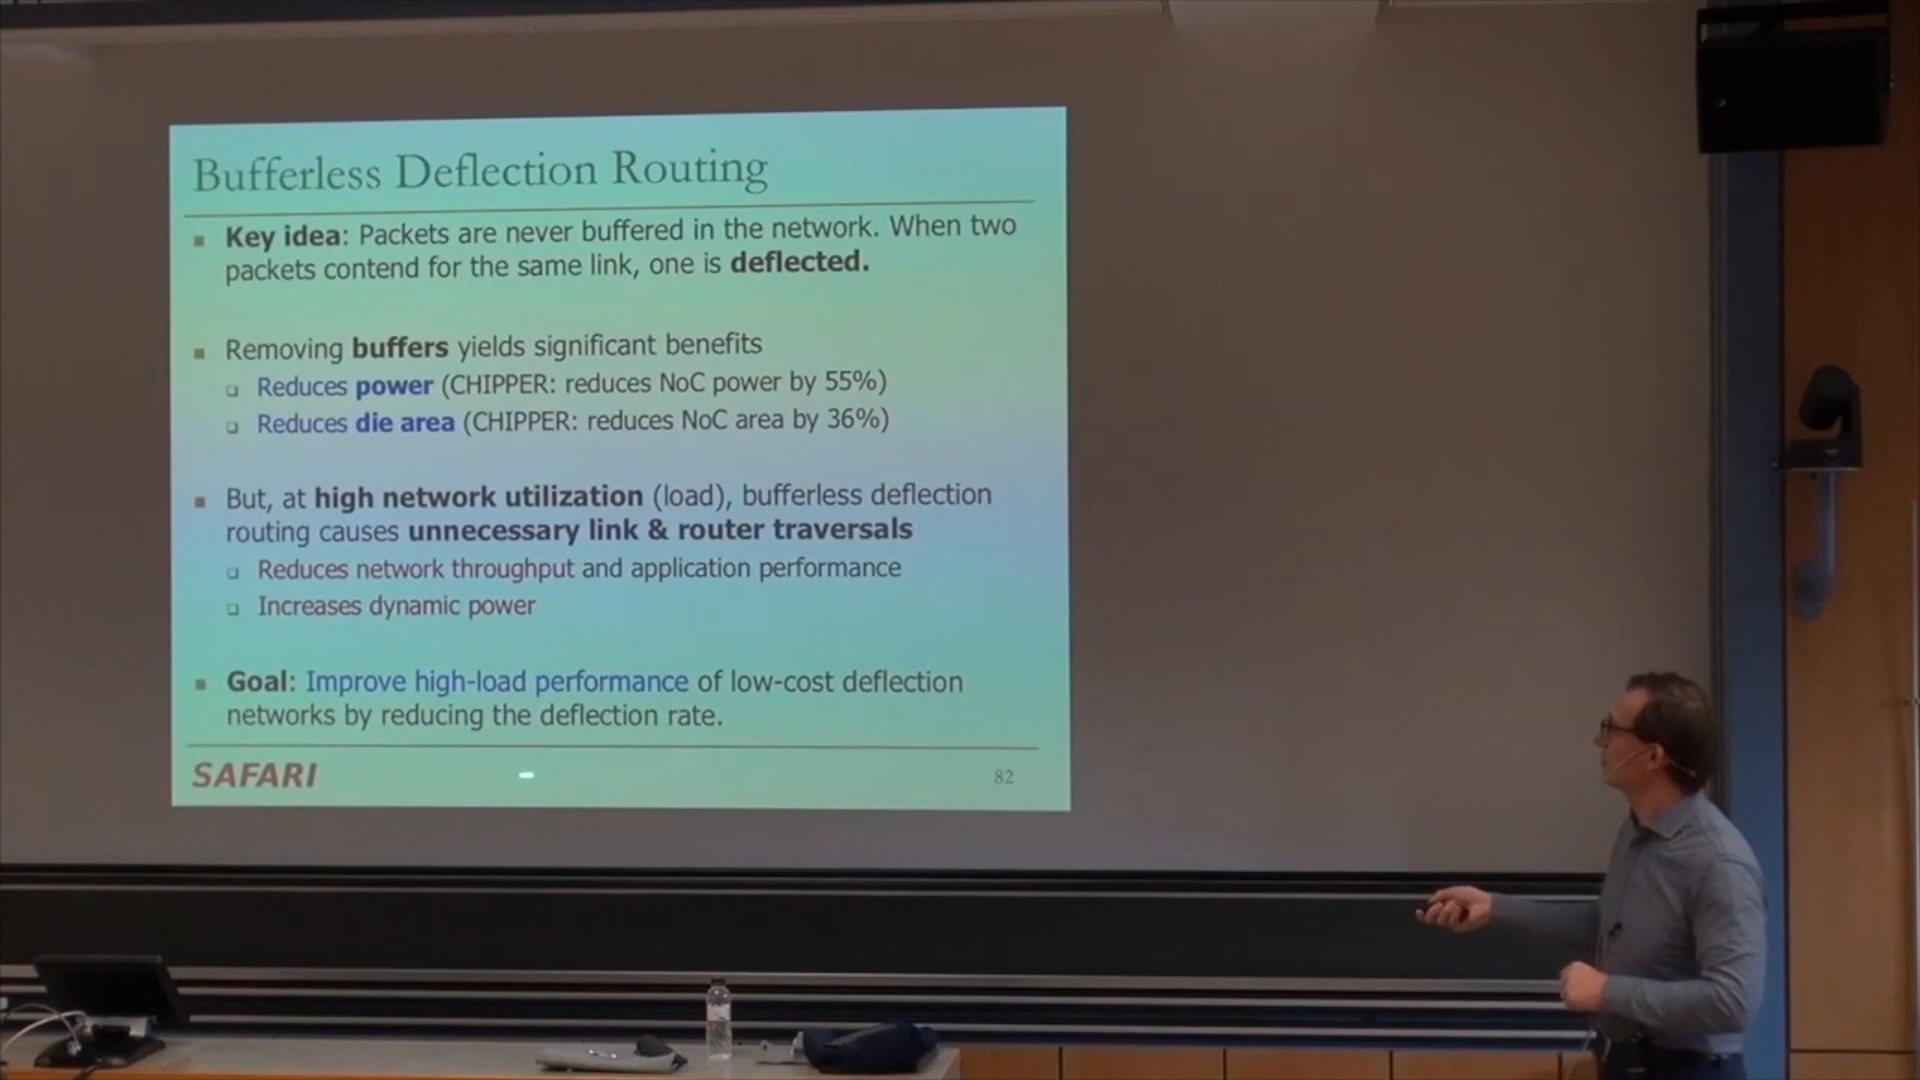 Bufferless Deflection Routing
Key idea: Packets are never buffered in the network. When two
packets contend for the same link, one is deflected.
Removing buffers yields significant benefits
Reduces power (CHIPPER: reduces NoC power by 55%)
Reduces die area (CHIPPER: reduces NoC area by 36%)
But, at high network utilization (load), bufferless deflection
routing causes unnecessary link & router traversals
Reduces network throughput and application performance
Increases dynamic power
Goal: Improve high-load performance of low-cost deflection
networks by reducing the deflection rate.
SAFARI
82